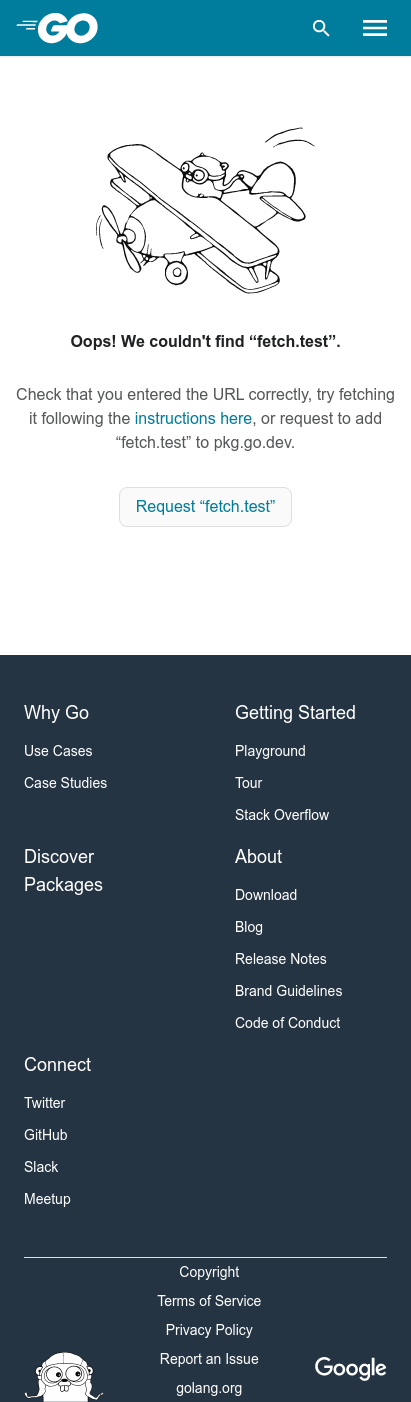 GO
Oops! We couldn't find “fetch.test”.
Check that you entered the URL correctly, try fetching
it following the instructions here, or request to add
“fetch.test” to pkg.go.dev.
Request “fetch.test”
Why Go
Use Cases
Case Studies
Getting Started
Playground
Tour
Stack Overflow
Discover
Packages
About
Download
Blog
Release Notes
Brand Guidelines
Code of Conduct
Connect
Twitter
GitHub
Slack
Meetup
Copyright
Terms of Service
Privacy Policy
Report an Issue
golang.org
Google